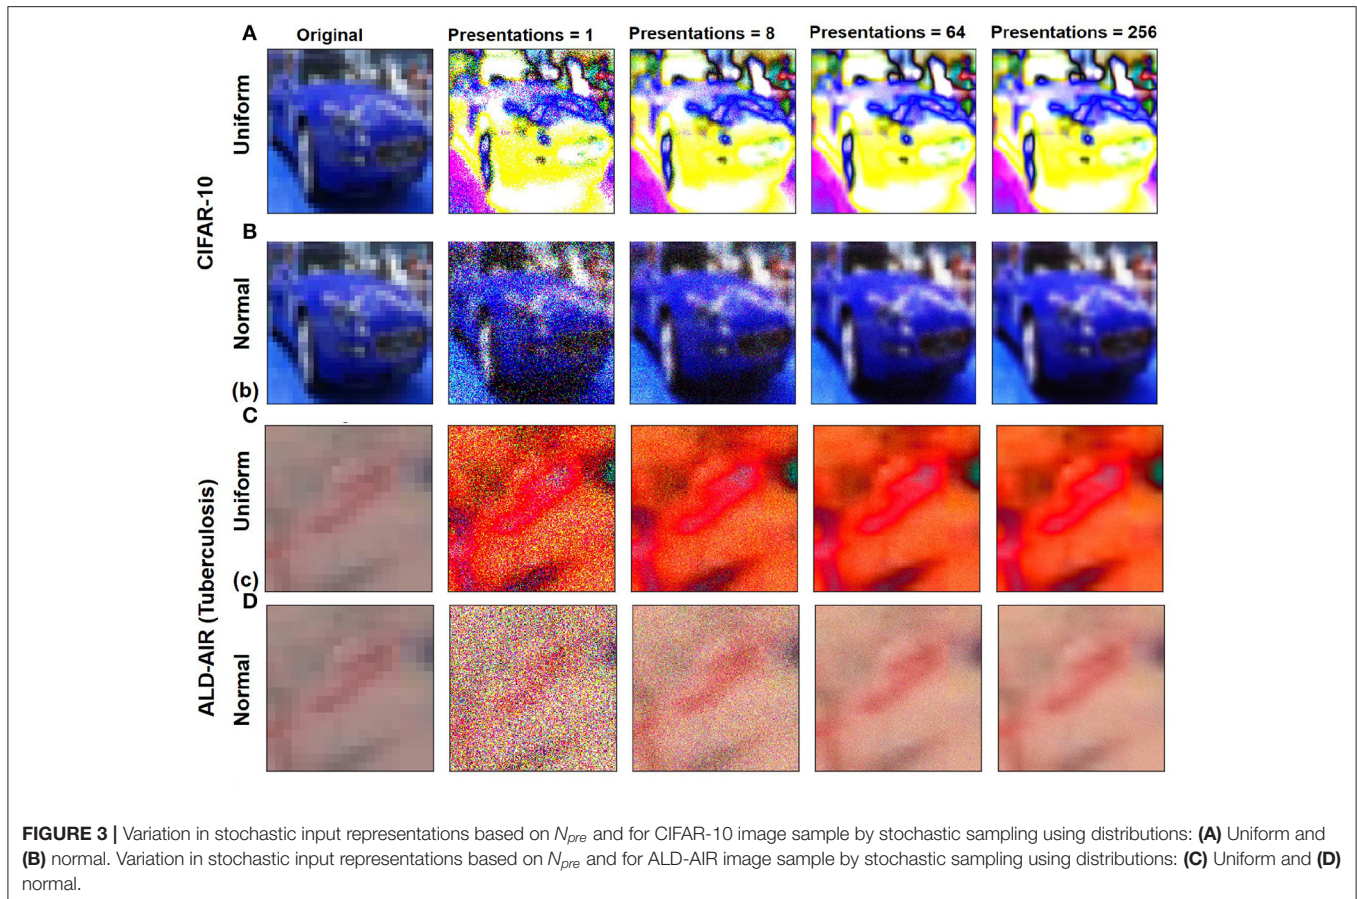 A
Original
Presentations = 1
Presentations = 8
Presentations = 64
Presentations = 256
Uniform
CIFAR-10
B
Normal
(b)
C
Uniform
ALD-AIR (Tuberculosis)
(c)
D
Normal
FIGURE 3 | Variation in stochastic input representations based on Npre and for CIFAR-10 image sample by stochastic sampling using distributions: (A) Uniform and
(B) normal. Variation in stochastic input representations based on Npre and for ALD-AIR image sample by stochastic sampling using distributions: (C) Uniform and (D)
normal.